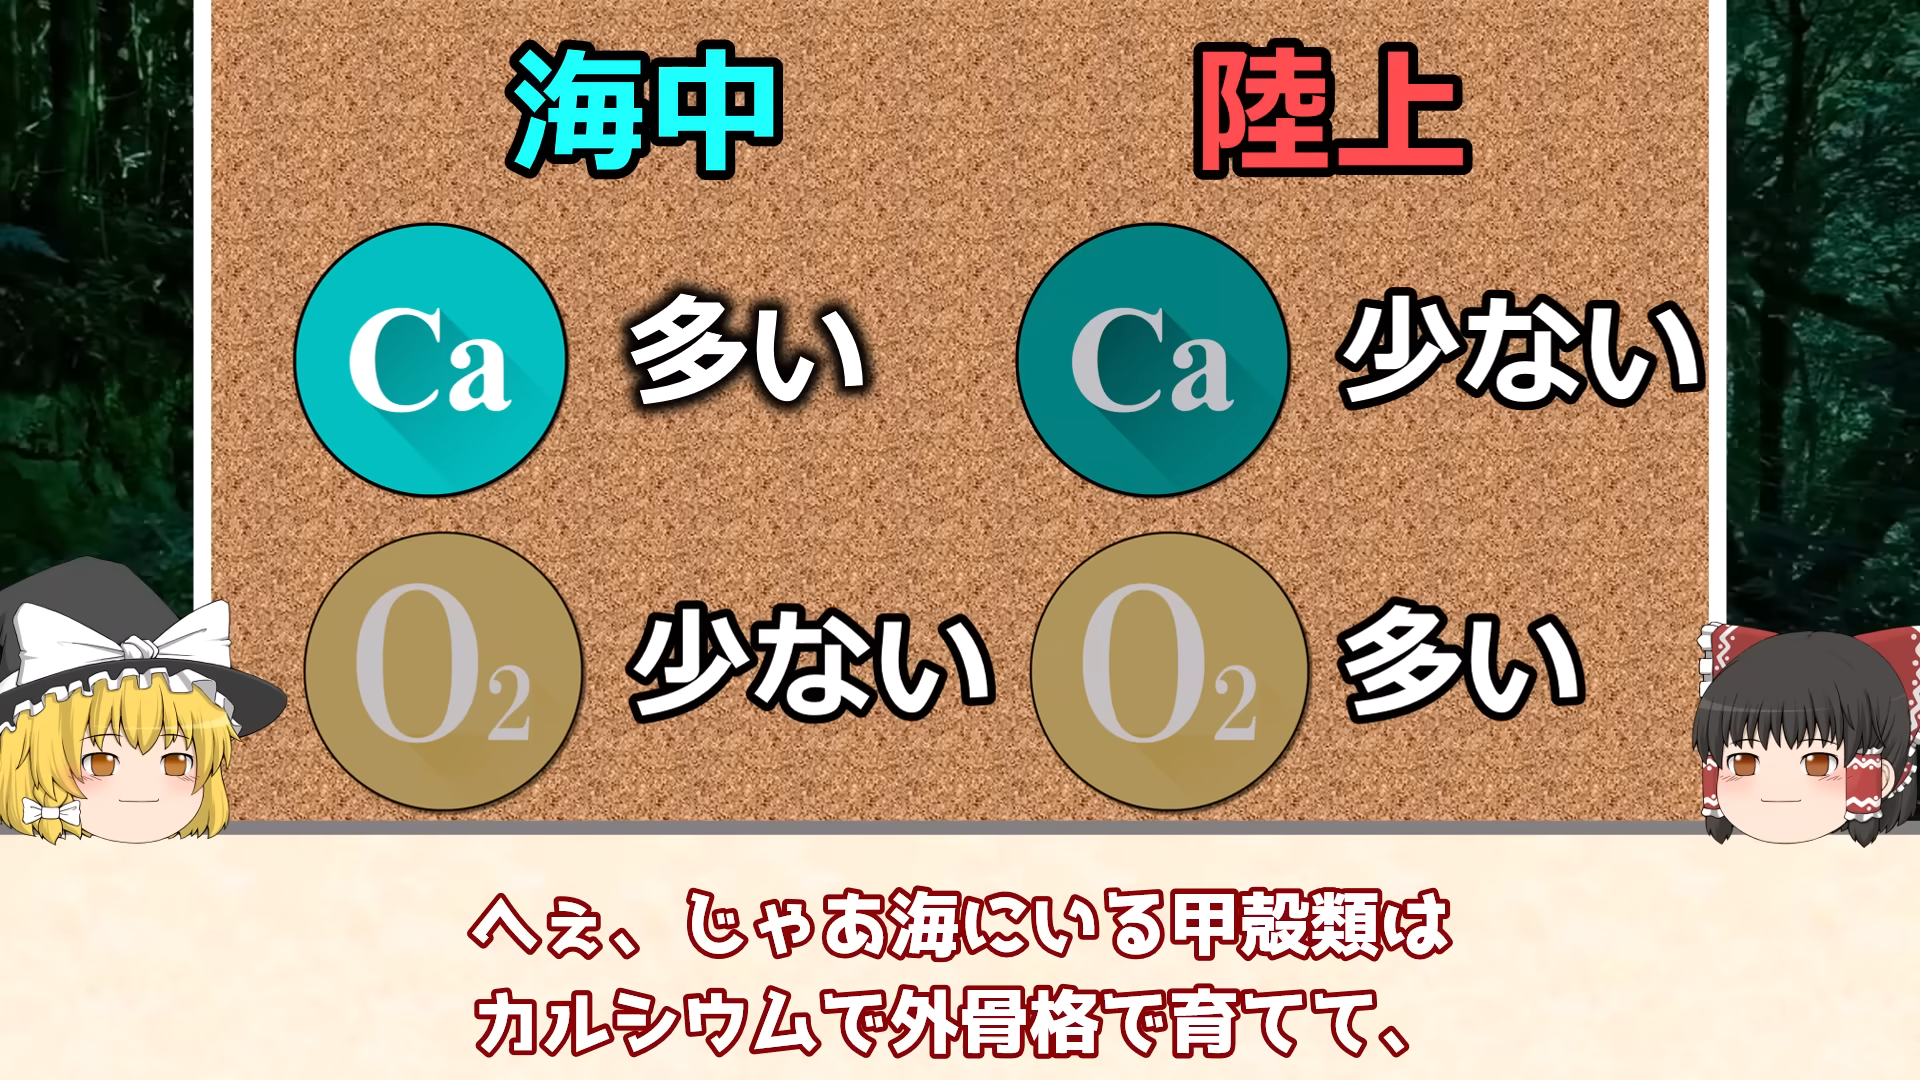 海中 陸上
Ca 多い Ca 少ない
O2 少ない O2 多い
へぇ、じゃあ海にいる甲殻類は
カルシウムで外骨格で育てて、